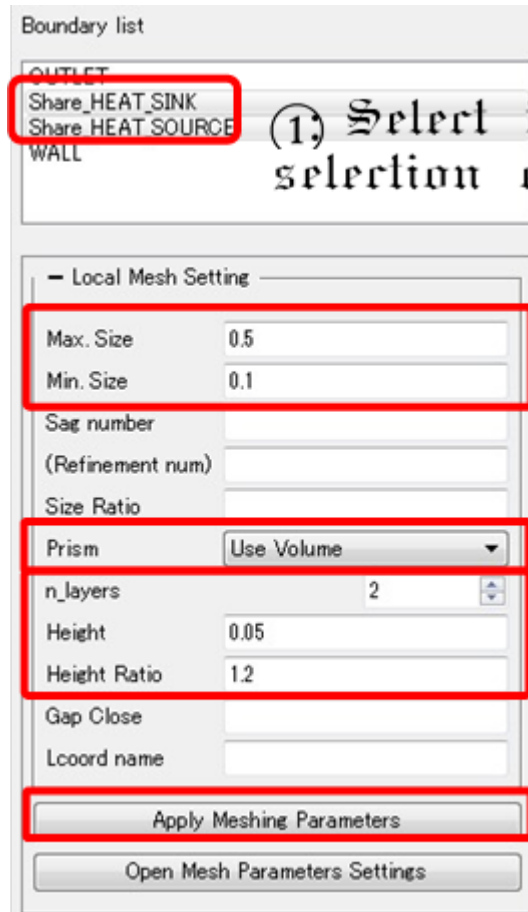 Boundary list
OUTLET
Share_HEAT_SINK
Share_HEAT_SOURCE
WALL
①; Select
selection
Local Mesh Setting
Max. Size 0.5
Min. Size 0.1
Sag number
(Refinement num)
Size Ratio
Prism Use Volume
n_layers 2
Height 0.05
Height Ratio 1.2
Gap Close
Lcoord name
Apply Meshing Parameters
Open Mesh Parameters Settings